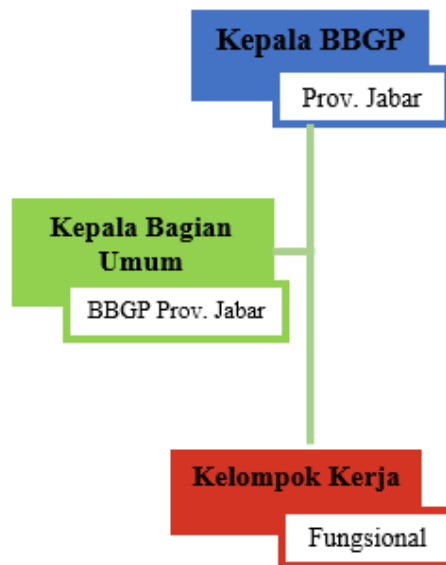 Kepala BBGP
Prov. Jabar
Kepala Bagian
Umum
BBGP Prov. Jabar
Kelompok Kerja
Fungsional